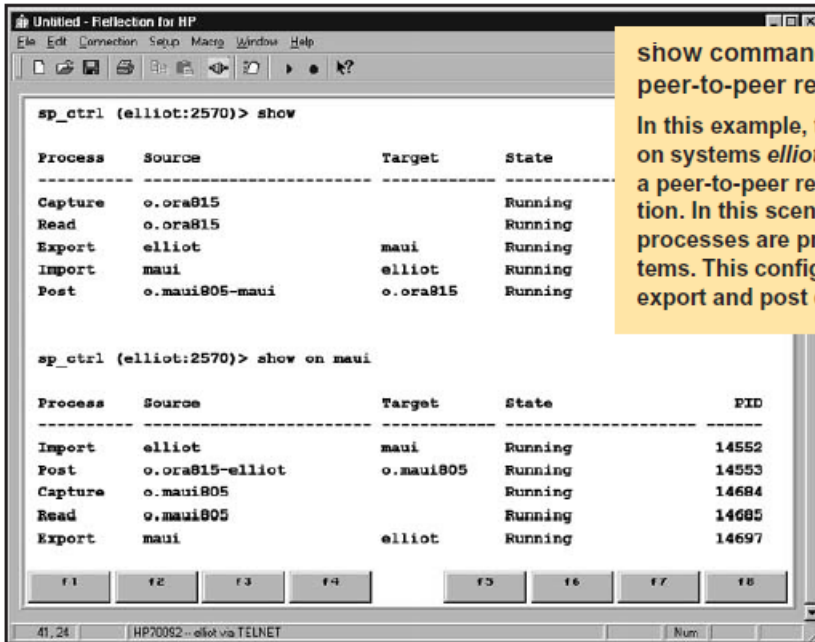 Untitled - Reflection for HP
File Edit Connection Setup Macro Window Help
sp_ctrl (elliot:2570)> show
Process Source Target State
---------- ---------------------------- ------------ --------------------
Capture o.ora815 Running
Read o.ora815 Running
Export elliot maui Running
Import maui elliot Running
Post o.maui805-maui o.ora815 Running
show comman
peer-to-peer re
In this example,
on systems elliot
a peer-to-peer re
tion. In this scen
processes are pr
tems. This config
export and post
sp_ctrl (elliot:2570)> show on maui
Process Source Target State PID
---------- ---------------------------- ------------ -------------------- ------
Import elliot maui Running 14552
Post o.ora815-elliot o.maui805 Running 14553
Capture o.maui805 Running 14684
Read o.maui805 Running 14685
Export maui elliot Running 14697
f1 f2 f3 f4 f5 f6 f7 f8
41,24 HP70092 -- elliot via TELNET Num